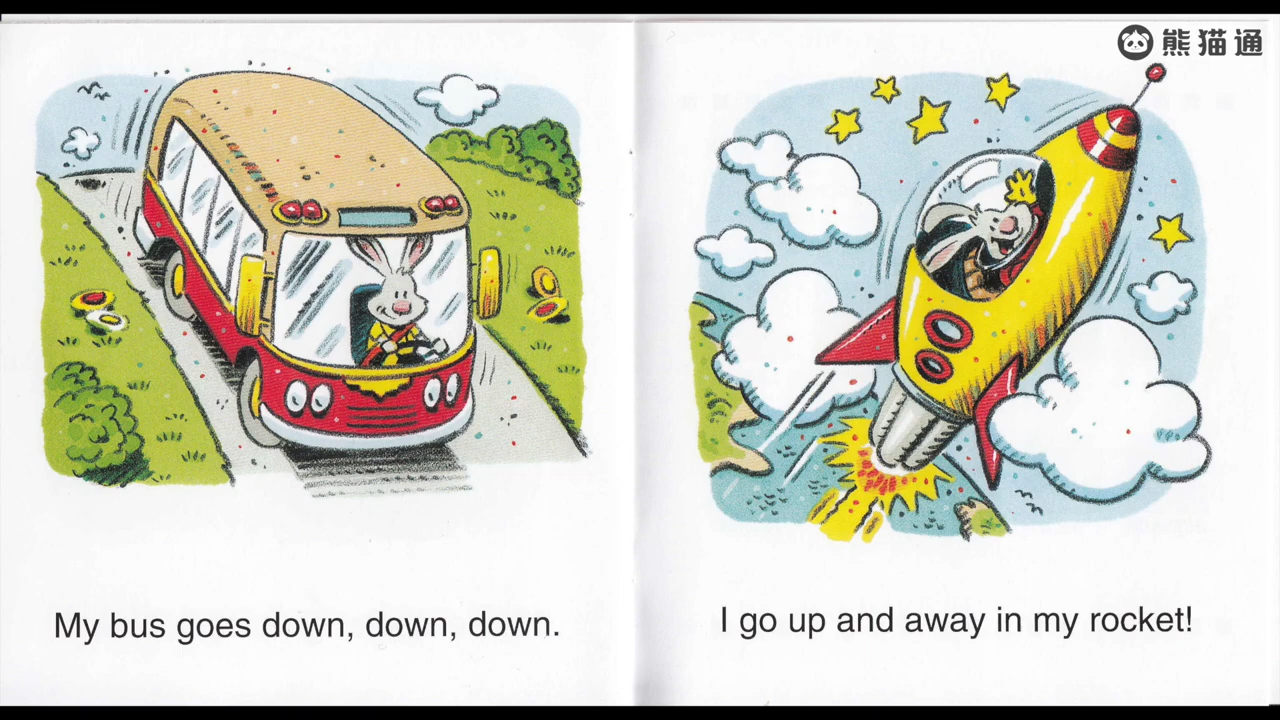 熊猫通
My bus goes down, down, down.
I go up and away in my rocket!